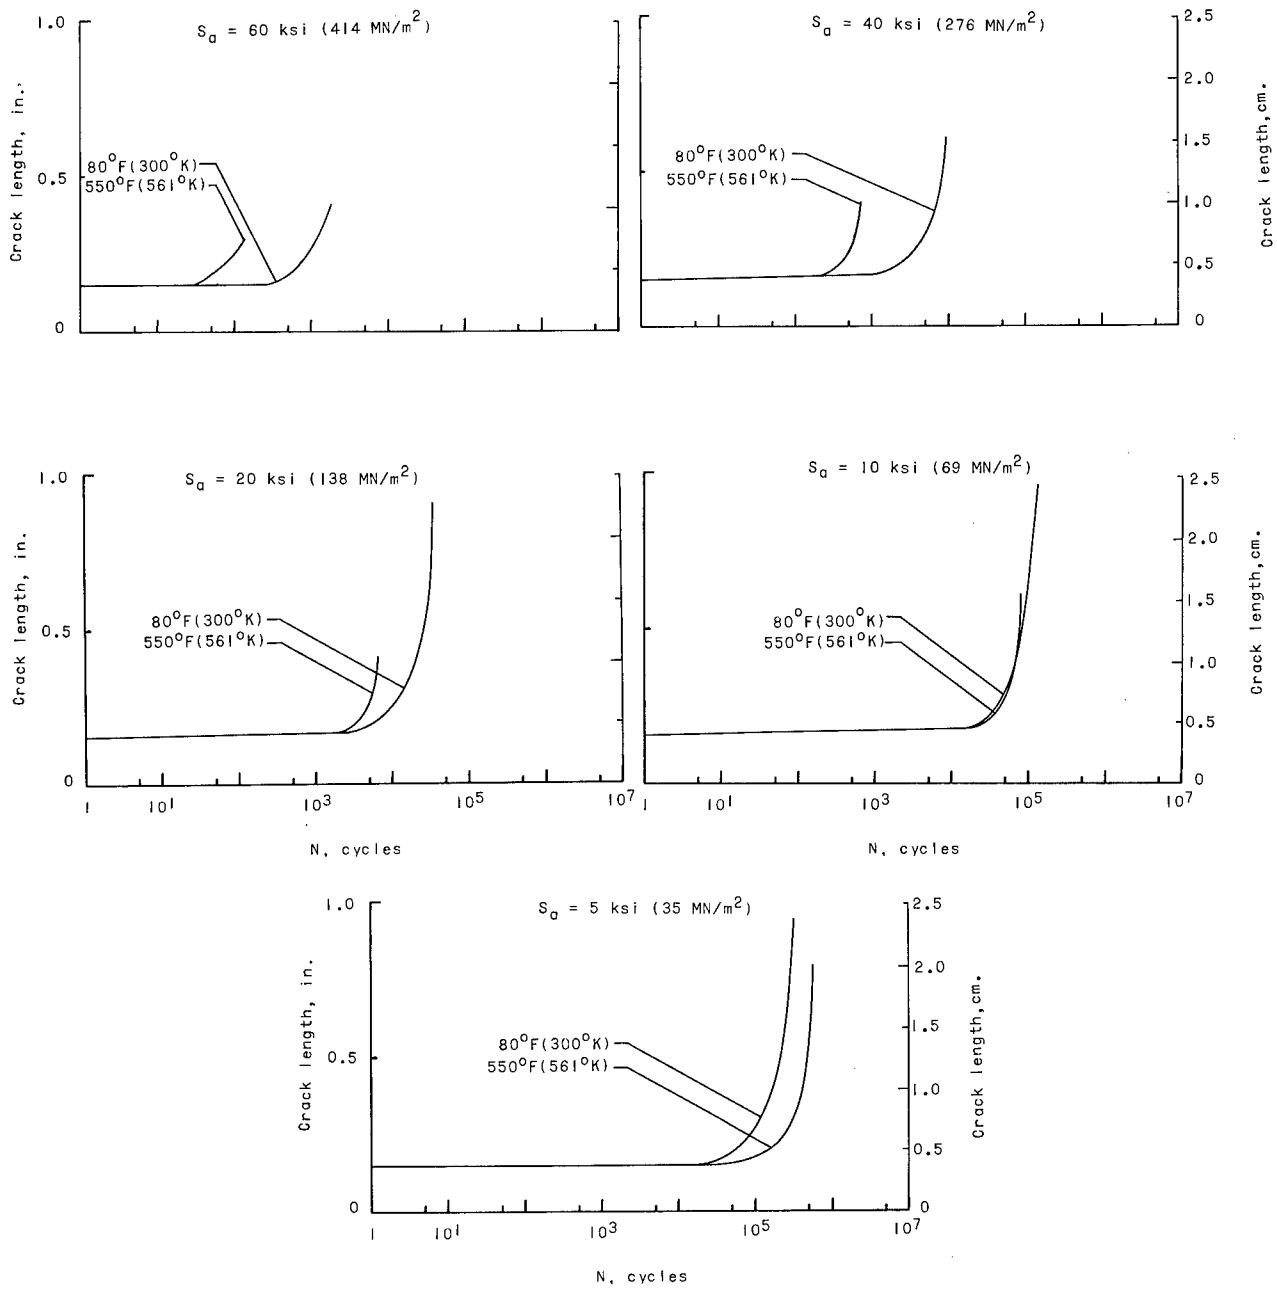 S_a = 60 ksi (414 MN/m²)
1.0
0.5
0
Crack length, in.
80°F(300°K)
550°F(561°K)
S_a = 40 ksi (276 MN/m²)
80°F(300°K)
550°F(561°K)
2.5
2.0
1.5
1.0
0.5
0
Crack length,cm.
S_a = 20 ksi (138 MN/m²)
1.0
0.5
0
Crack length, in.
80°F(300°K)
550°F(561°K)
1 10¹ 10³ 10⁵ 10⁷
N, cycles
S_a = 10 ksi (69 MN/m²)
80°F(300°K)
550°F(561°K)
2.5
2.0
1.5
1.0
0.5
0
Crack length,cm.
1 10¹ 10³ 10⁵ 10⁷
N, cycles
S_a = 5 ksi (35 MN/m²)
1.0
0.5
0
Crack length, in.
80°F(300°K)
550°F(561°K)
2.5
2.0
1.5
1.0
0.5
0
Crack length,cm.
1 10¹ 10³ 10⁵ 10⁷
N, cycles